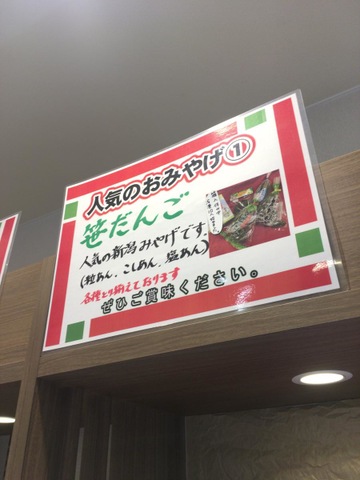 人気のおみやげ①
笹だんご
人気の新潟みやげです。
(粒あん、こしあん、塩あん)
各種とり揃えております
ぜひご賞味ください。